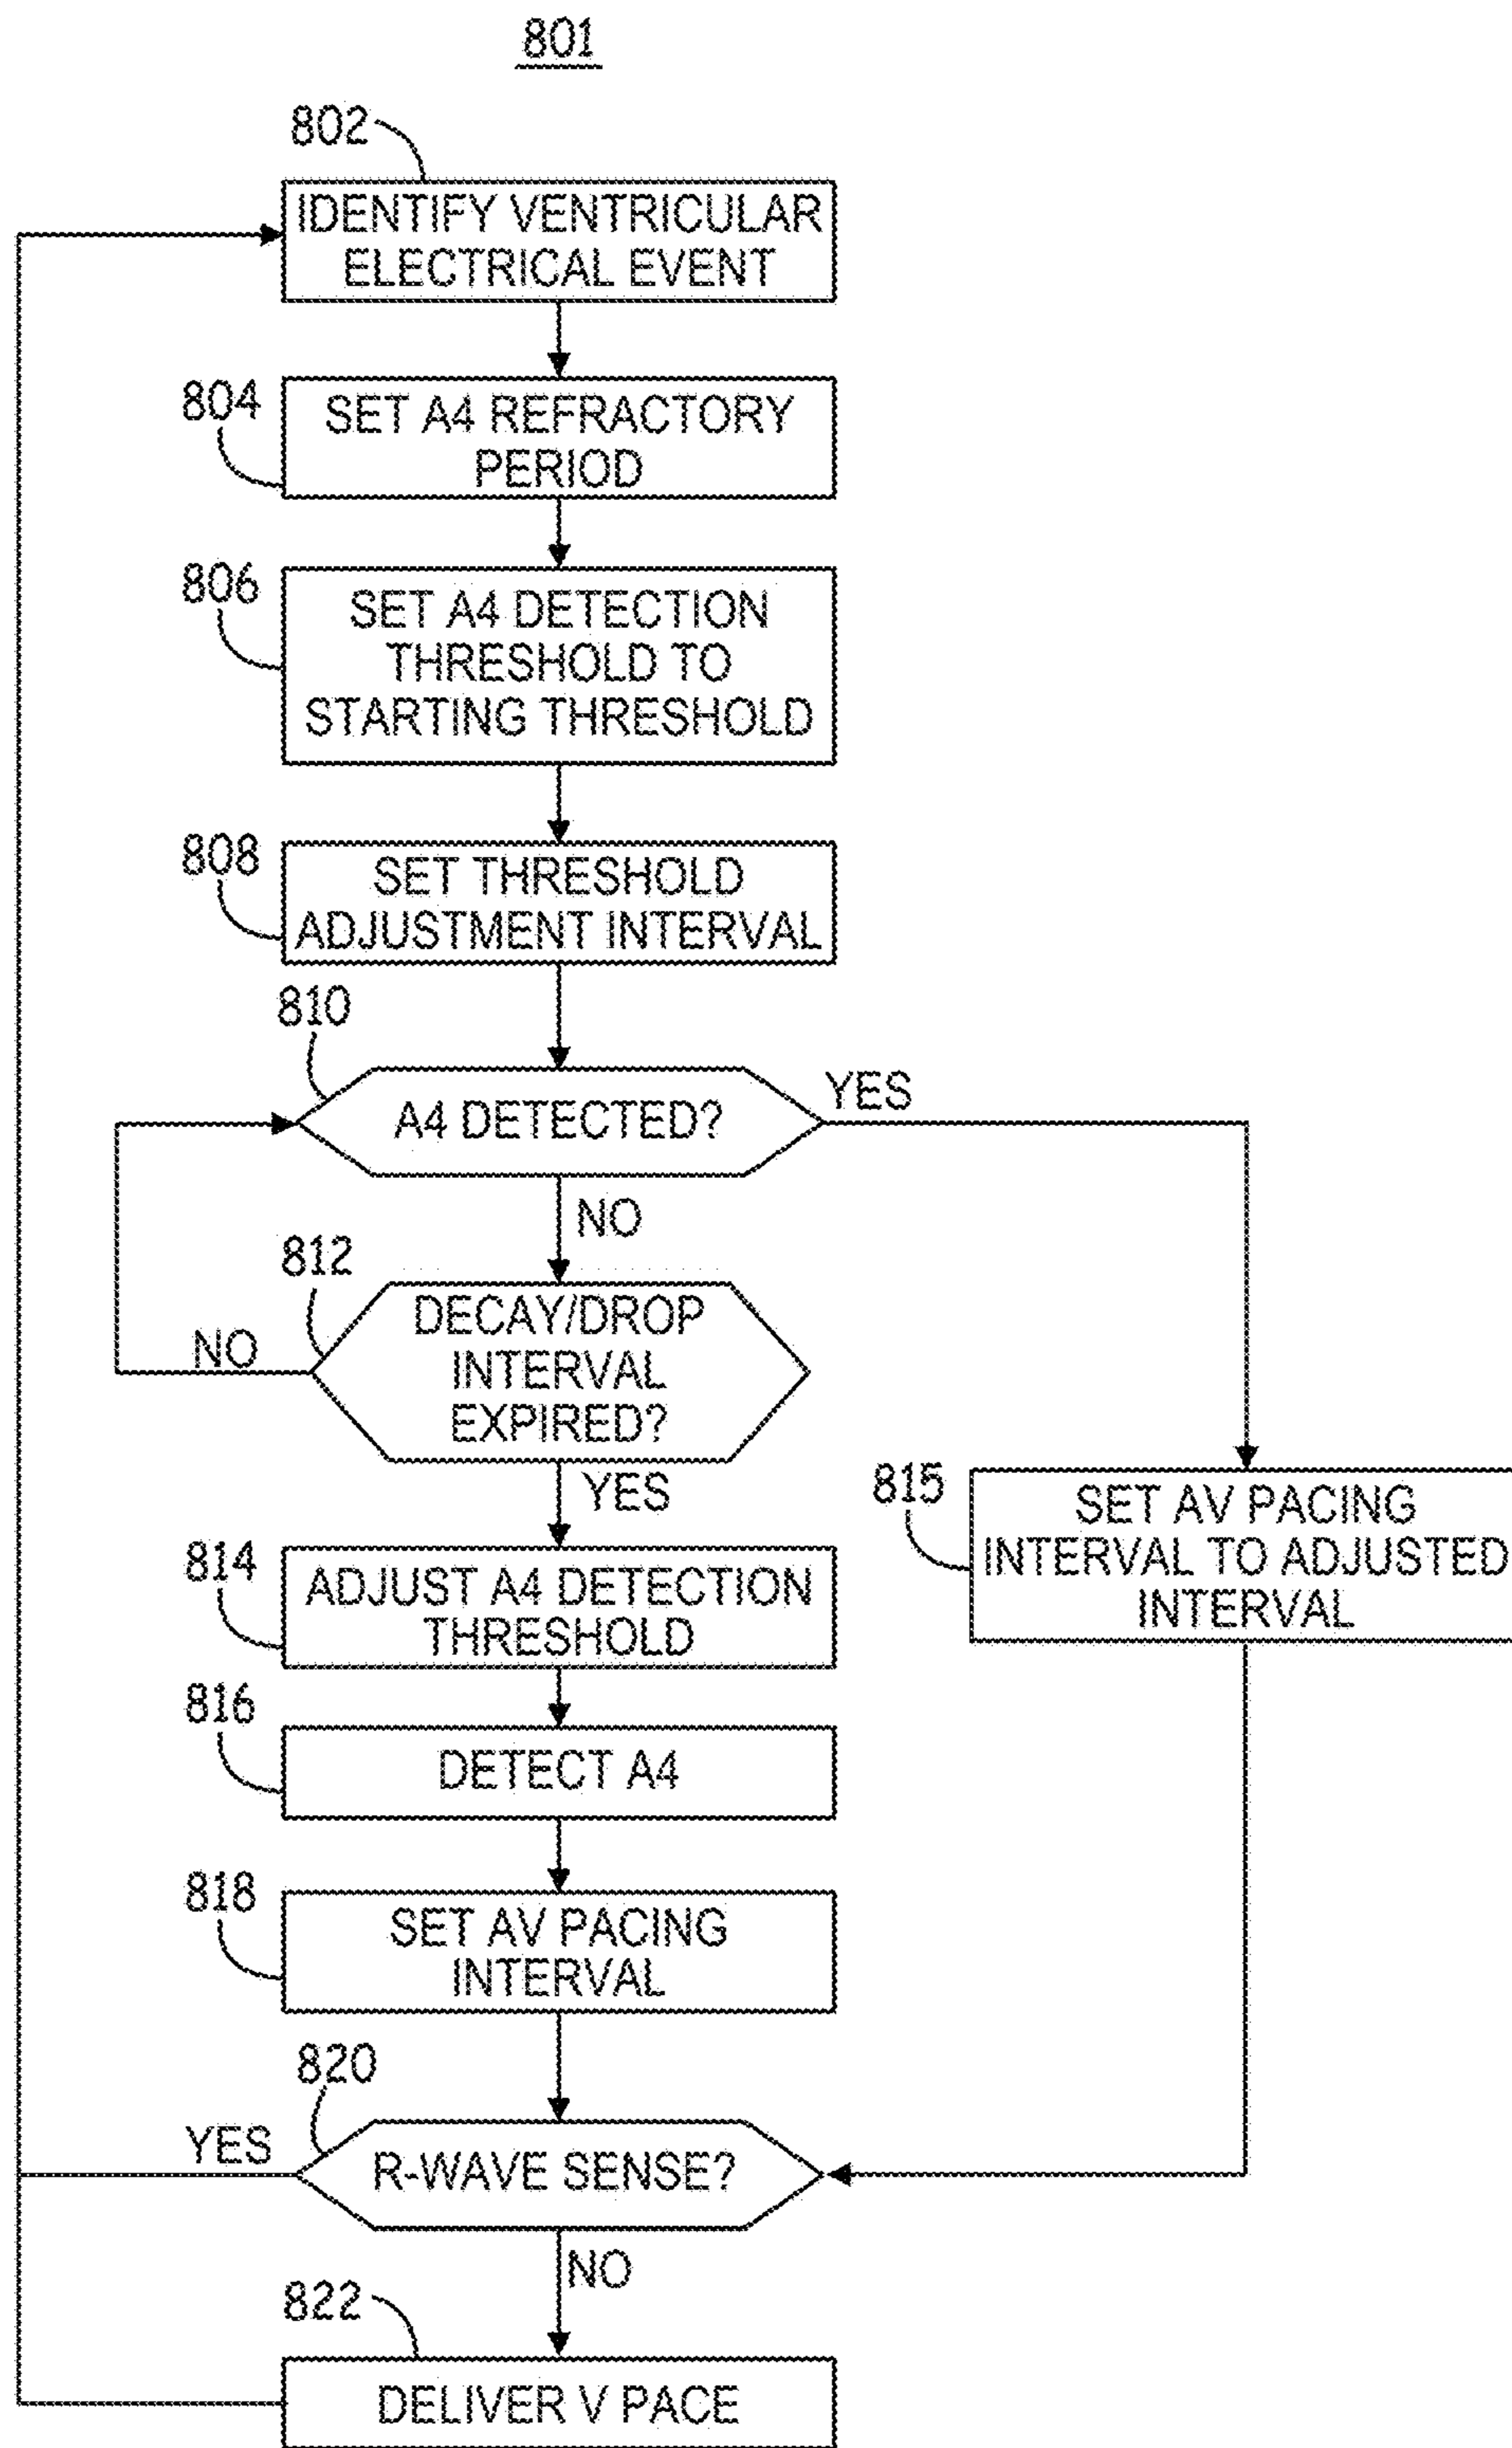 801
802
IDENTIFY VENTRICULAR
ELECTRICAL EVENT
804
SET A4 REFRACTORY
PERIOD
806
SET A4 DETECTION
THRESHOLD TO
STARTING THRESHOLD
808
SET THRESHOLD
ADJUSTMENT INTERVAL
810
A4 DETECTED?
YES
NO
812
DECAY/DROP
INTERVAL
EXPIRED?
NO
YES
814
ADJUST A4 DETECTION
THRESHOLD
815
SET AV PACING
INTERVAL TO ADJUSTED
INTERVAL
816
DETECT A4
818
SET AV PACING
INTERVAL
820
YES
R-WAVE SENSE?
NO
822
DELIVER V PACE